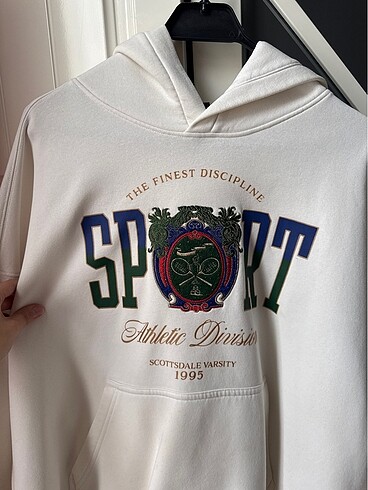 THE FINEST DISCIPLINE
SPORT
Athletic Division
SCOTTSDALE VARSITY
1995